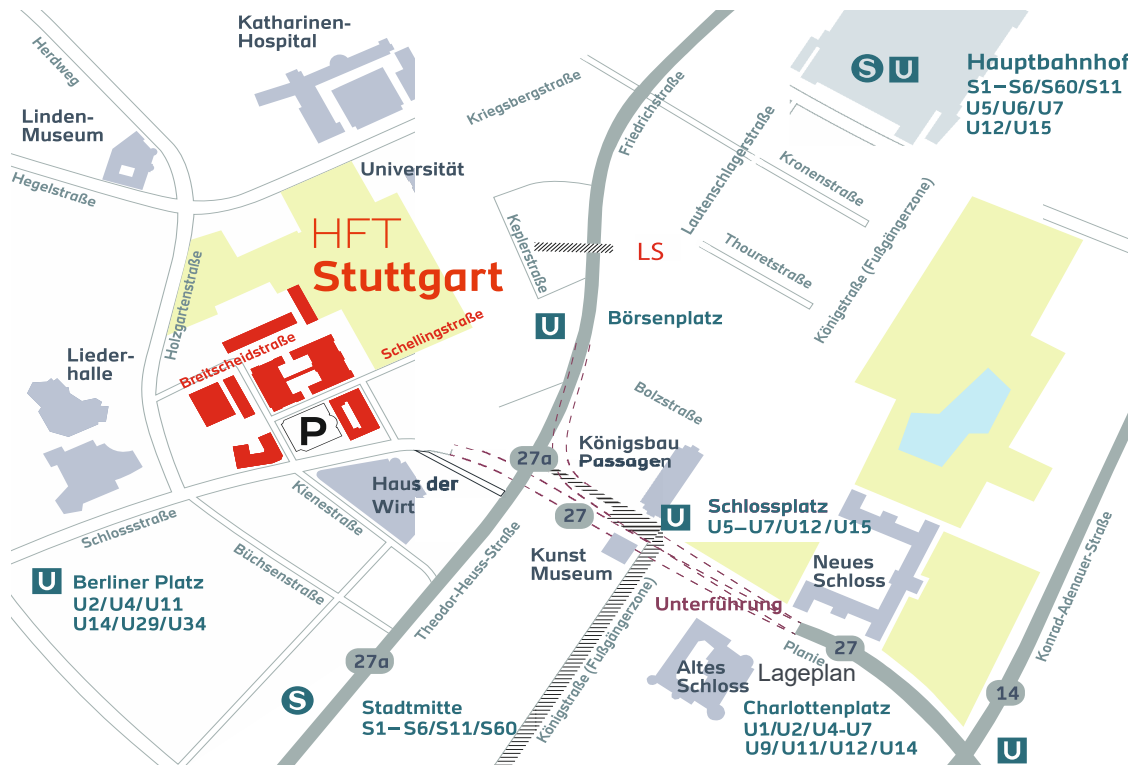 Katharinen-
Hospital
Herdweg
Linden-
Museum
Hegelstraße
Universität
HFT
Stuttgart
Holzgartenstraße
Breitscheidstraße
Schellingstraße
Lieder-
halle
P
Haus der
Wirt
Kienestraße
Schlossstraße
Büchsenstraße
U
Berliner Platz
U2/U4/U11
U14/U29/U34
Kriegsbergstraße
Friedrichstraße
Keplerstraße
LS
U
Börsenplatz
Lautenschlagerstraße
Kronenstraße
Thouretstraße
Königstraße (Fußgängerzone)
S U
Hauptbahnhof
S1–S6/S60/S11
U5/U6/U7
U12/U15
Bolzstraße
27a
Königsbau
Passagen
27
U
Schlossplatz
U5–U7/U12/U15
Kunst
Museum
Neues
Schloss
Unterführung
Theodor-Heuss-Straße
Königstraße (Fußgängerzone)
Konrad-Adenauer-Straße
27a
S
Stadtmitte
S1–S6/S11/S60
Altes
Schloss
Planie
27
Lageplan
14
Charlottenplatz
U1/U2/U4-U7
U9/U11/U12/U14
U